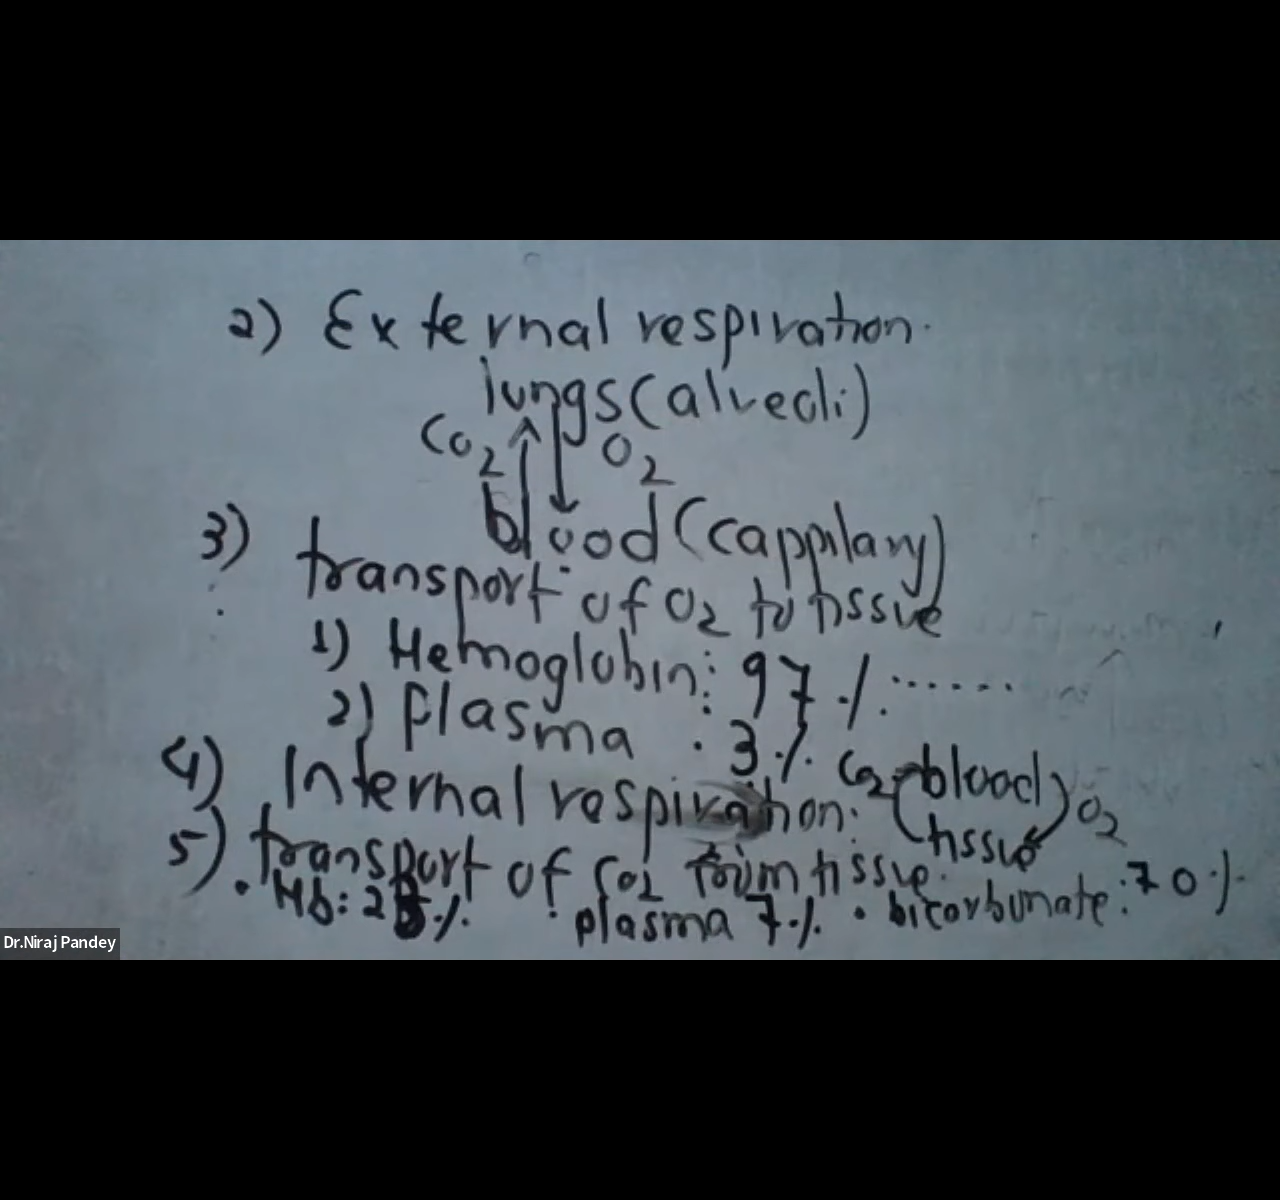 2) External respiration.
lungs (alveoli)
CO2 O2
blood (cappilary)
3) transport of O2 to tissue
1) Hemoglobin: 97%......
2) Plasma : 3%.
4) Internal respiration: CO2 (blood) O2
(tissue
5) transport of CO2 from tissue.
. Hb: 23% . plasma 7% . bicarbonate: 70%
Dr.Niraj Pandey